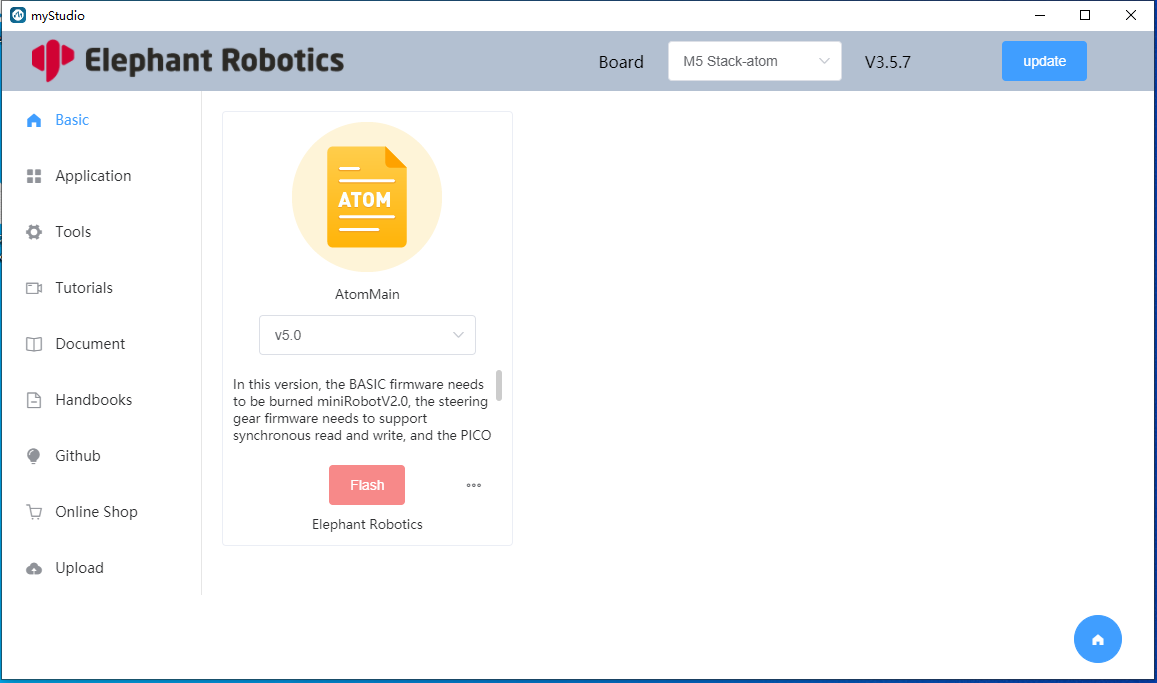 myStudio
Elephant Robotics
Board
M5 Stack-atom
V3.5.7
update
Basic
Application
Tools
Tutorials
Document
Handbooks
Github
Online Shop
Upload
ATOM
AtomMain
v5.0
In this version, the BASIC firmware needs
to be burned miniRobotV2.0, the steering
gear firmware needs to support
synchronous read and write, and the PICO
Flash
Elephant Robotics